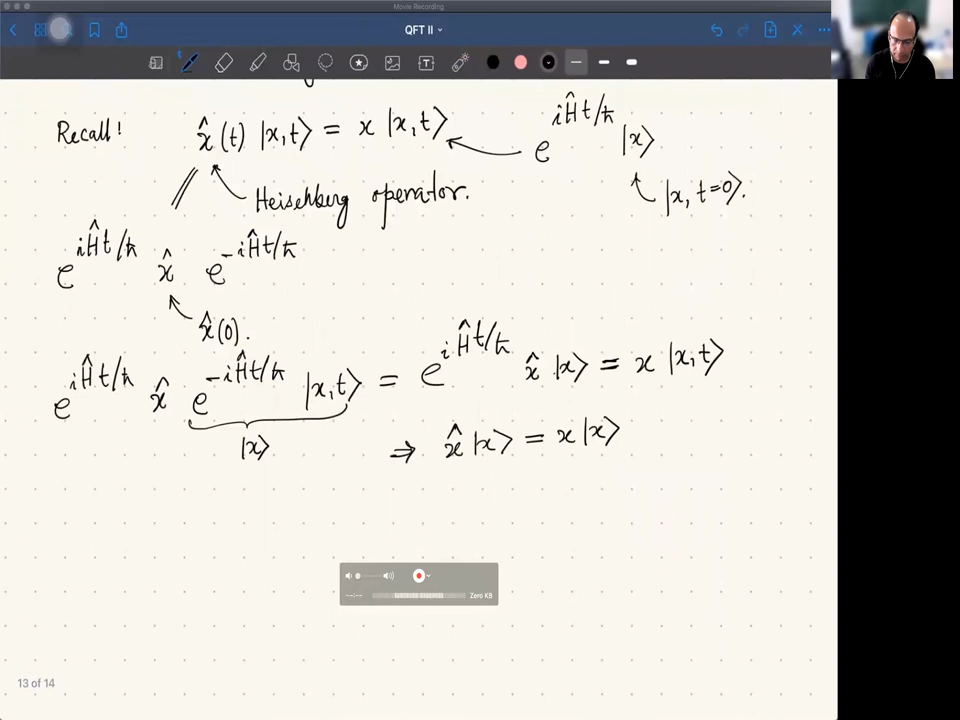 Movie Recording
QFT II
Recall! x̂(t) |x,t⟩ = x |x,t⟩ e^{iĤt/ħ} |x⟩
Heisenberg operator.
|x, t=0⟩.
e^{iĤt/ħ} x̂ e^{-iĤt/ħ}
x̂(0).
e^{iĤt/ħ} x̂ e^{-iĤt/ħ} |x,t⟩ = e^{iĤt/ħ} x̂ |x⟩ = x |x,t⟩
|x⟩
⇒ x̂ |x⟩ = x |x⟩
--:--
Zero KB
13 of 14